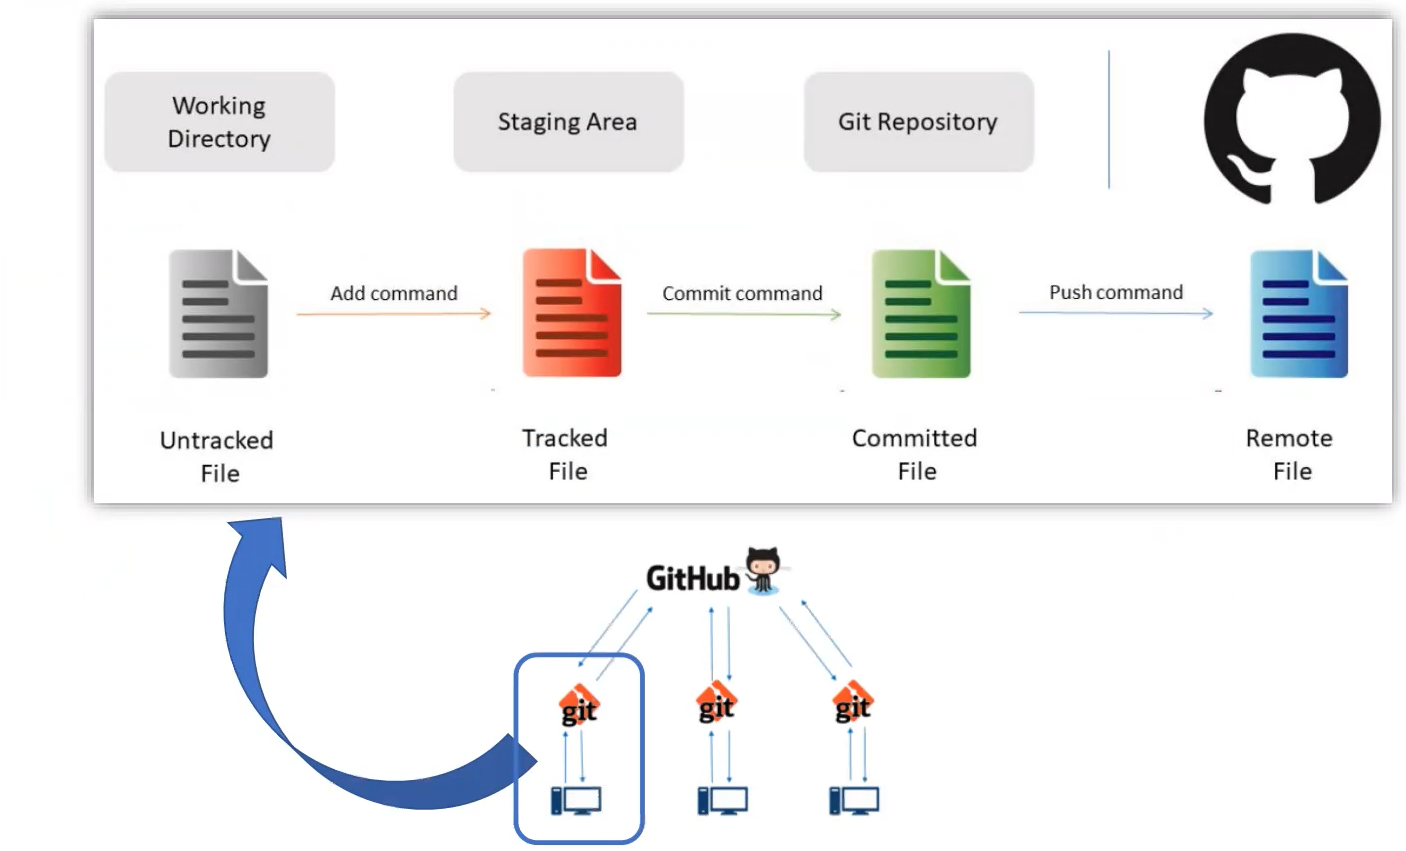 Working
Directory
Staging Area
Git Repository
Add command
Commit command
Push command
Untracked
File
Tracked
File
Committed
File
Remote
File
GitHub
git
git
git